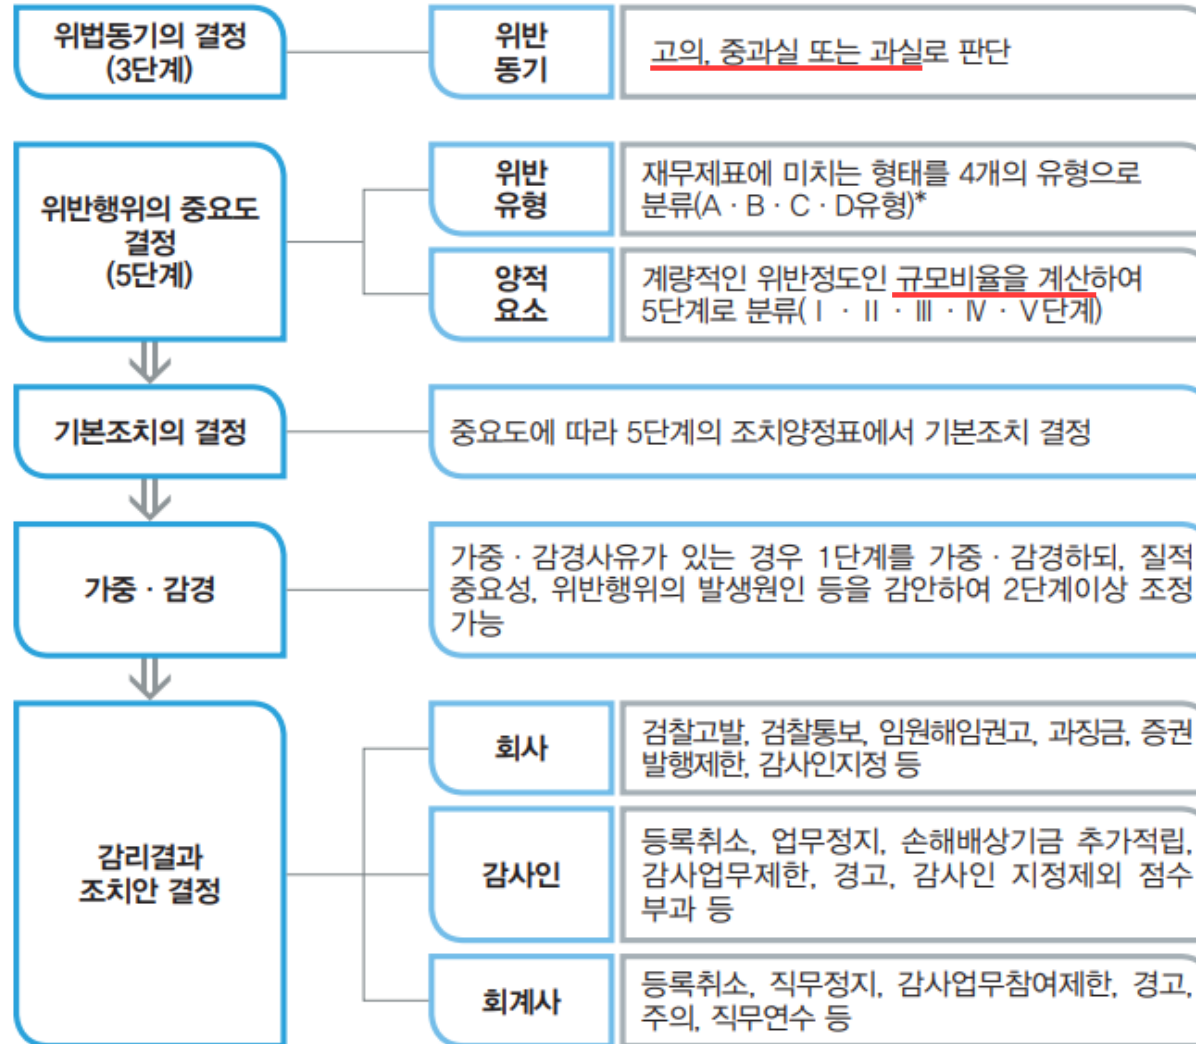 위법동기의 결정
(3단계)
위반
동기
고의, 중과실 또는 과실로 판단
위반행위의 중요도
결정
(5단계)
위반
유형
재무제표에 미치는 형태를 4개의 유형으로
분류(A · B · C · D유형)*
양적
요소
계량적인 위반정도인 규모비율을 계산하여
5단계로 분류(Ⅰ · Ⅱ · Ⅲ · Ⅳ · Ⅴ단계)
기본조치의 결정
중요도에 따라 5단계의 조치양정표에서 기본조치 결정
가중 · 감경
가중 · 감경사유가 있는 경우 1단계를 가중 · 감경하되, 질적
중요성, 위반행위의 발생원인 등을 감안하여 2단계이상 조정
가능
감리결과
조치안 결정
회사
검찰고발, 검찰통보, 임원해임권고, 과징금, 증권
발행제한, 감사인지정 등
감사인
등록취소, 업무정지, 손해배상기금 추가적립,
감사업무제한, 경고, 감사인 지정제외 점수
부과 등
회계사
등록취소, 직무정지, 감사업무참여제한, 경고,
주의, 직무연수 등